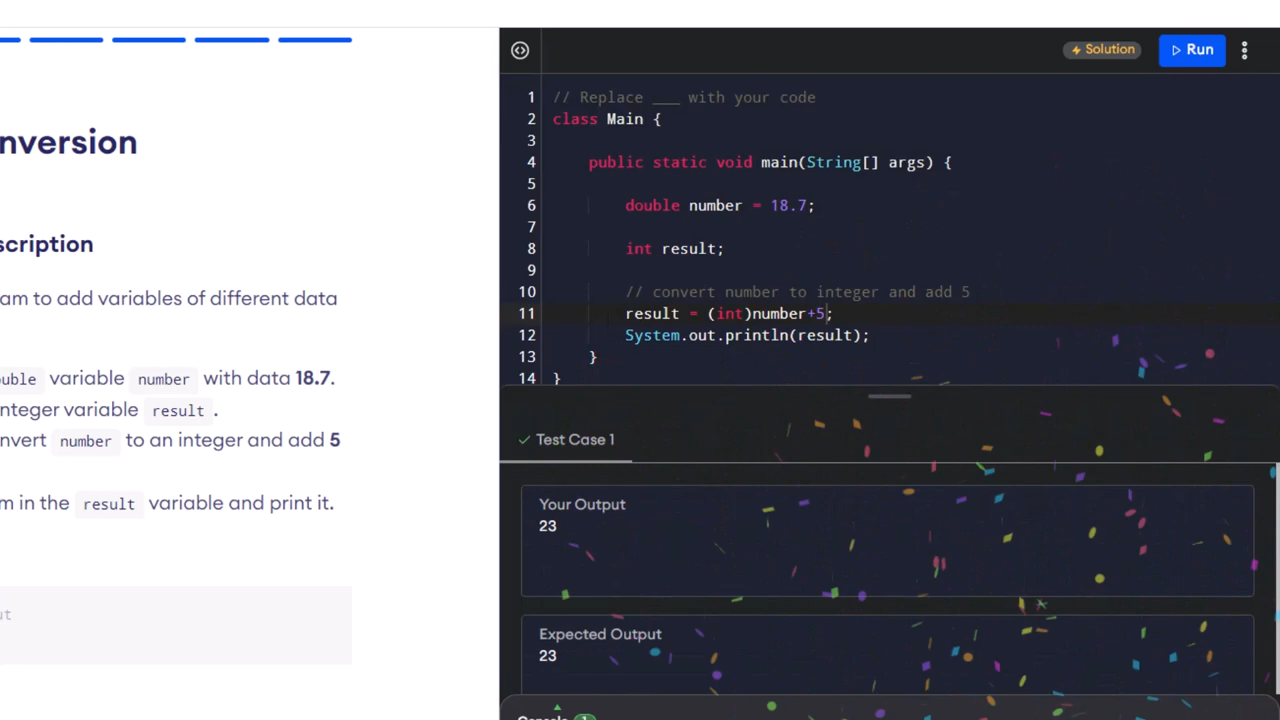 Solution
Run
nversion
scription
am to add variables of different data
uble variable number with data 18.7.
nteger variable result .
nvert number to an integer and add 5
m in the result variable and print it.
ut
1 // Replace ___ with your code
2 class Main {
3
4 public static void main(String[] args) {
5
6 double number = 18.7;
7
8 int result;
9
10 // convert number to integer and add 5
11 result = (int)number+5;
12 System.out.println(result);
13 }
14 }
Test Case 1
Your Output
23
Expected Output
23
Console 1